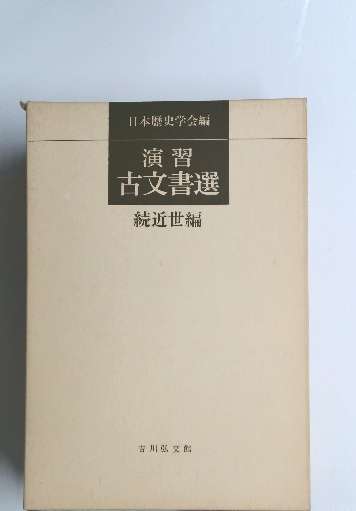 日本歴史学会編
演習
古文書選
続近世編
吉川弘文館